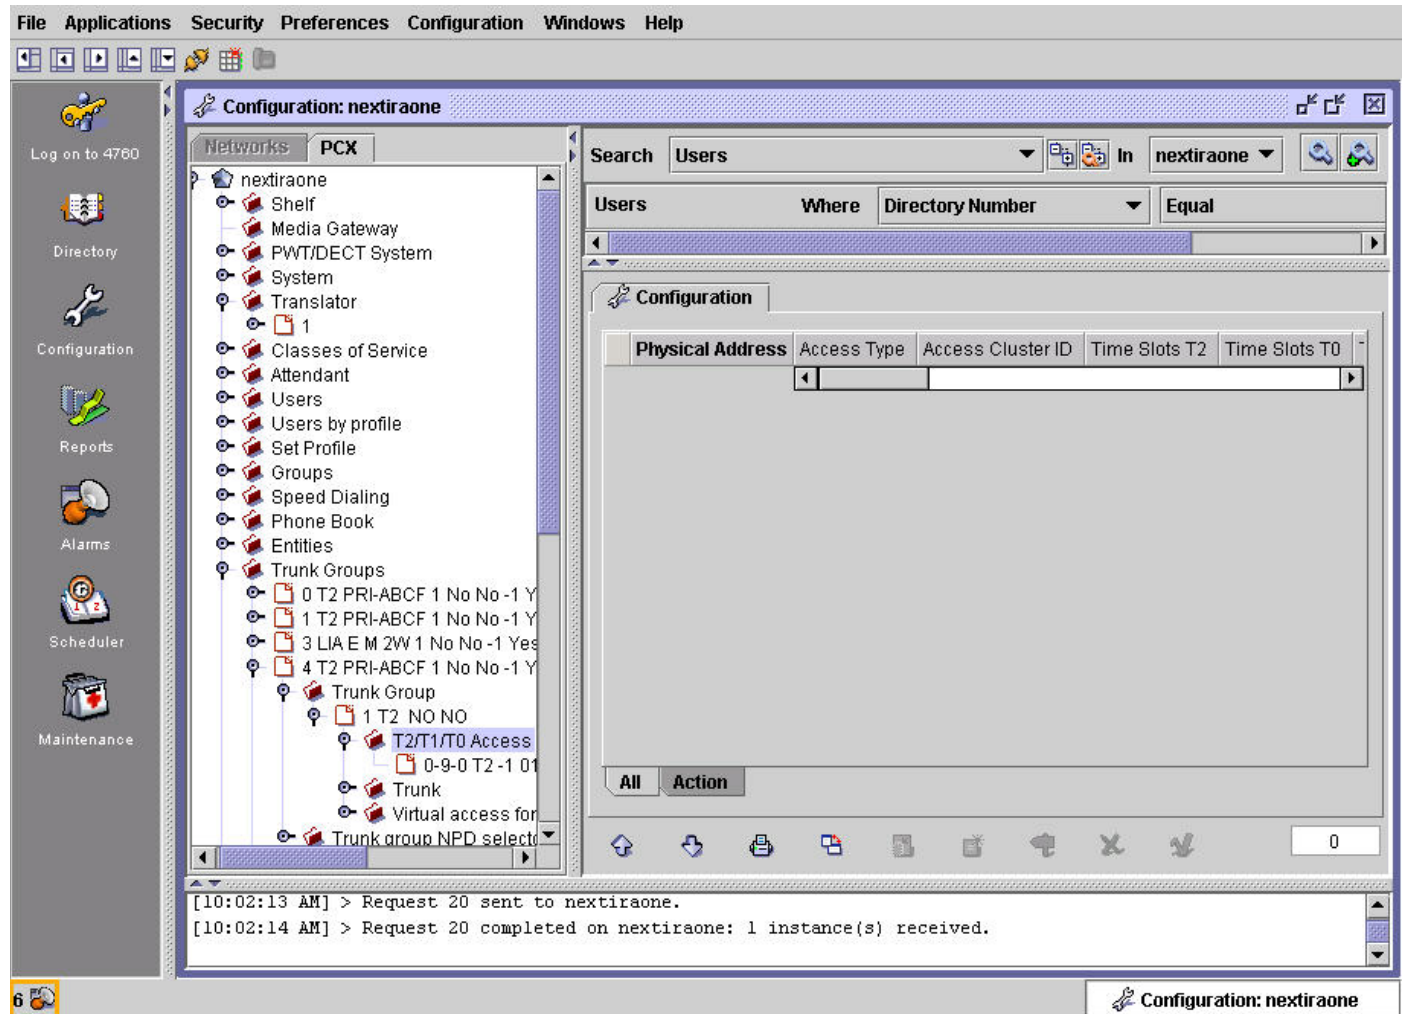 File Applications Security Preferences Configuration Windows Help
Log on to 4760
Directory
Configuration
Reports
Alarms
Scheduler
Maintenance
Configuration: nextiraone
Networks PCX
nextiraone
Shelf
Media Gateway
PWT/DECT System
System
Translator
1
Classes of Service
Attendant
Users
Users by profile
Set Profile
Groups
Speed Dialing
Phone Book
Entities
Trunk Groups
0 T2 PRI-ABCF 1 No No -1 Y
1 T2 PRI-ABCF 1 No No -1 Y
3 LIA E M 2W 1 No No -1 Yes
4 T2 PRI-ABCF 1 No No -1 Y
Trunk Group
1 T2 NO NO
T2/T1/T0 Access
0-9-0 T2 -1 01
Trunk
Virtual access for
Trunk group NPD selecto
Search Users In nextiraone
Users Where Directory Number Equal
Configuration
Physical Address Access Type Access Cluster ID Time Slots T2 Time Slots T0
All Action
0
[10:02:13 AM] > Request 20 sent to nextiraone.
[10:02:14 AM] > Request 20 completed on nextiraone: 1 instance(s) received.
6
Configuration: nextiraone